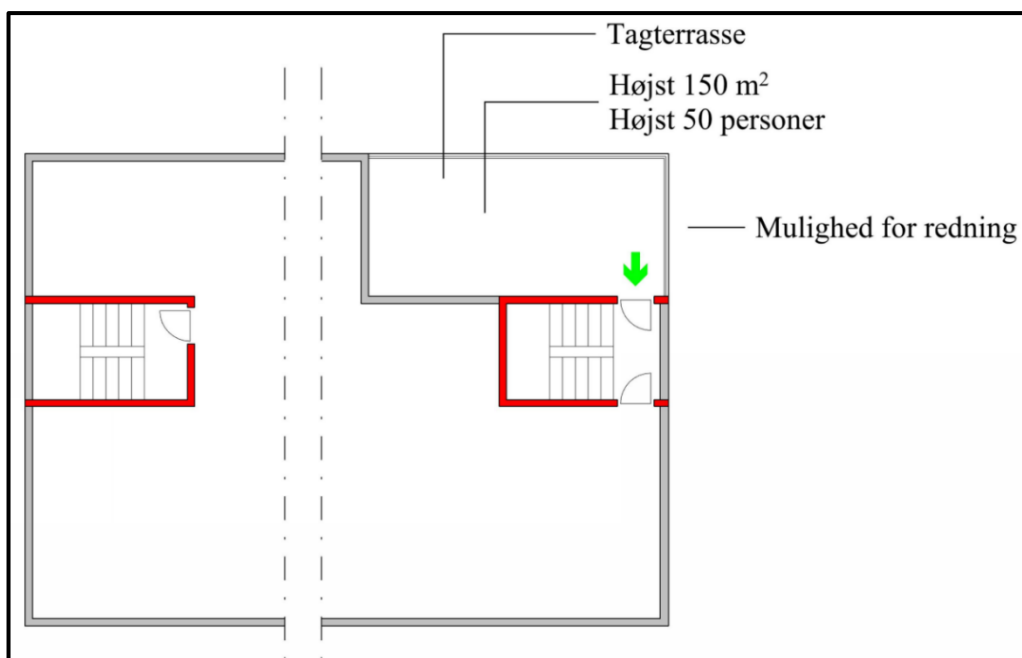 Tagterrasse
Højst 150 m²
Højst 50 personer
Mulighed for redning